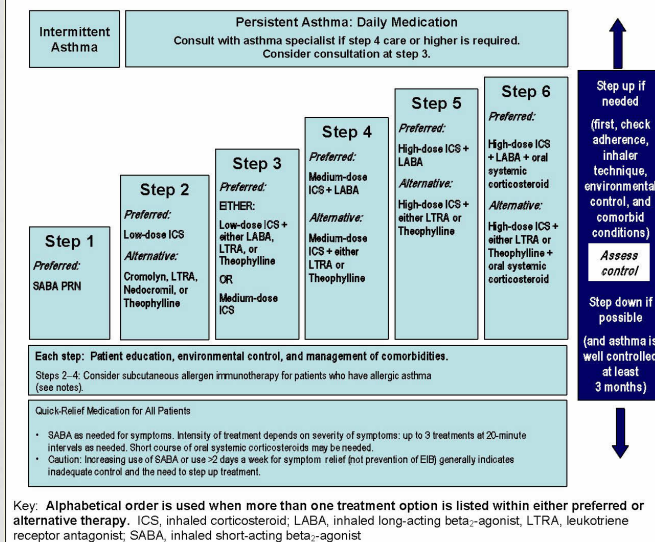 Intermittent
Asthma
Persistent Asthma: Daily Medication
Consult with asthma specialist if step 4 care or higher is required.
Consider consultation at step 3.
Step 1
Preferred:
SABA PRN
Step 2
Preferred:
Low-dose ICS
Alternative:
Cromolyn, LTRA,
Nedocromil, or
Theophylline
Step 3
Preferred:
EITHER:
Low-dose ICS +
either LABA,
LTRA, or
Theophylline
OR
Medium-dose
ICS
Step 4
Preferred:
Medium-dose
ICS + LABA
Alternative:
Medium-dose
ICS + either
LTRA or
Theophylline
Step 5
Preferred:
High-dose ICS +
LABA
Alternative:
High-dose ICS +
either LTRA or
Theophylline
Step 6
Preferred:
High-dose ICS
+ LABA + oral
systemic
corticosteroid
Alternative:
High-dose ICS +
either LTRA or
Theophylline +
oral systemic
corticosteroid
Step up if
needed
(first, check
adherence,
inhaler
technique,
environmental
control, and
comorbid
conditions)
Assess
control
Step down if
possible
(and asthma is
well controlled
at least
3 months)
Each step: Patient education, environmental control, and management of comorbidities.
Steps 2–4: Consider subcutaneous allergen immunotherapy for patients who have allergic asthma
(see notes).
Quick-Relief Medication for All Patients
• SABA as needed for symptoms. Intensity of treatment depends on severity of symptoms: up to 3 treatments at 20-minute
intervals as needed. Short course of oral systemic corticosteroids may be needed.
• Caution: Increasing use of SABA or use >2 days a week for symptom relief (not prevention of EIB) generally indicates
inadequate control and the need to step up treatment.
Key: Alphabetical order is used when more than one treatment option is listed within either preferred or
alternative therapy. ICS, inhaled corticosteroid; LABA, inhaled long-acting beta₂-agonist, LTRA, leukotriene
receptor antagonist; SABA, inhaled short-acting beta₂-agonist